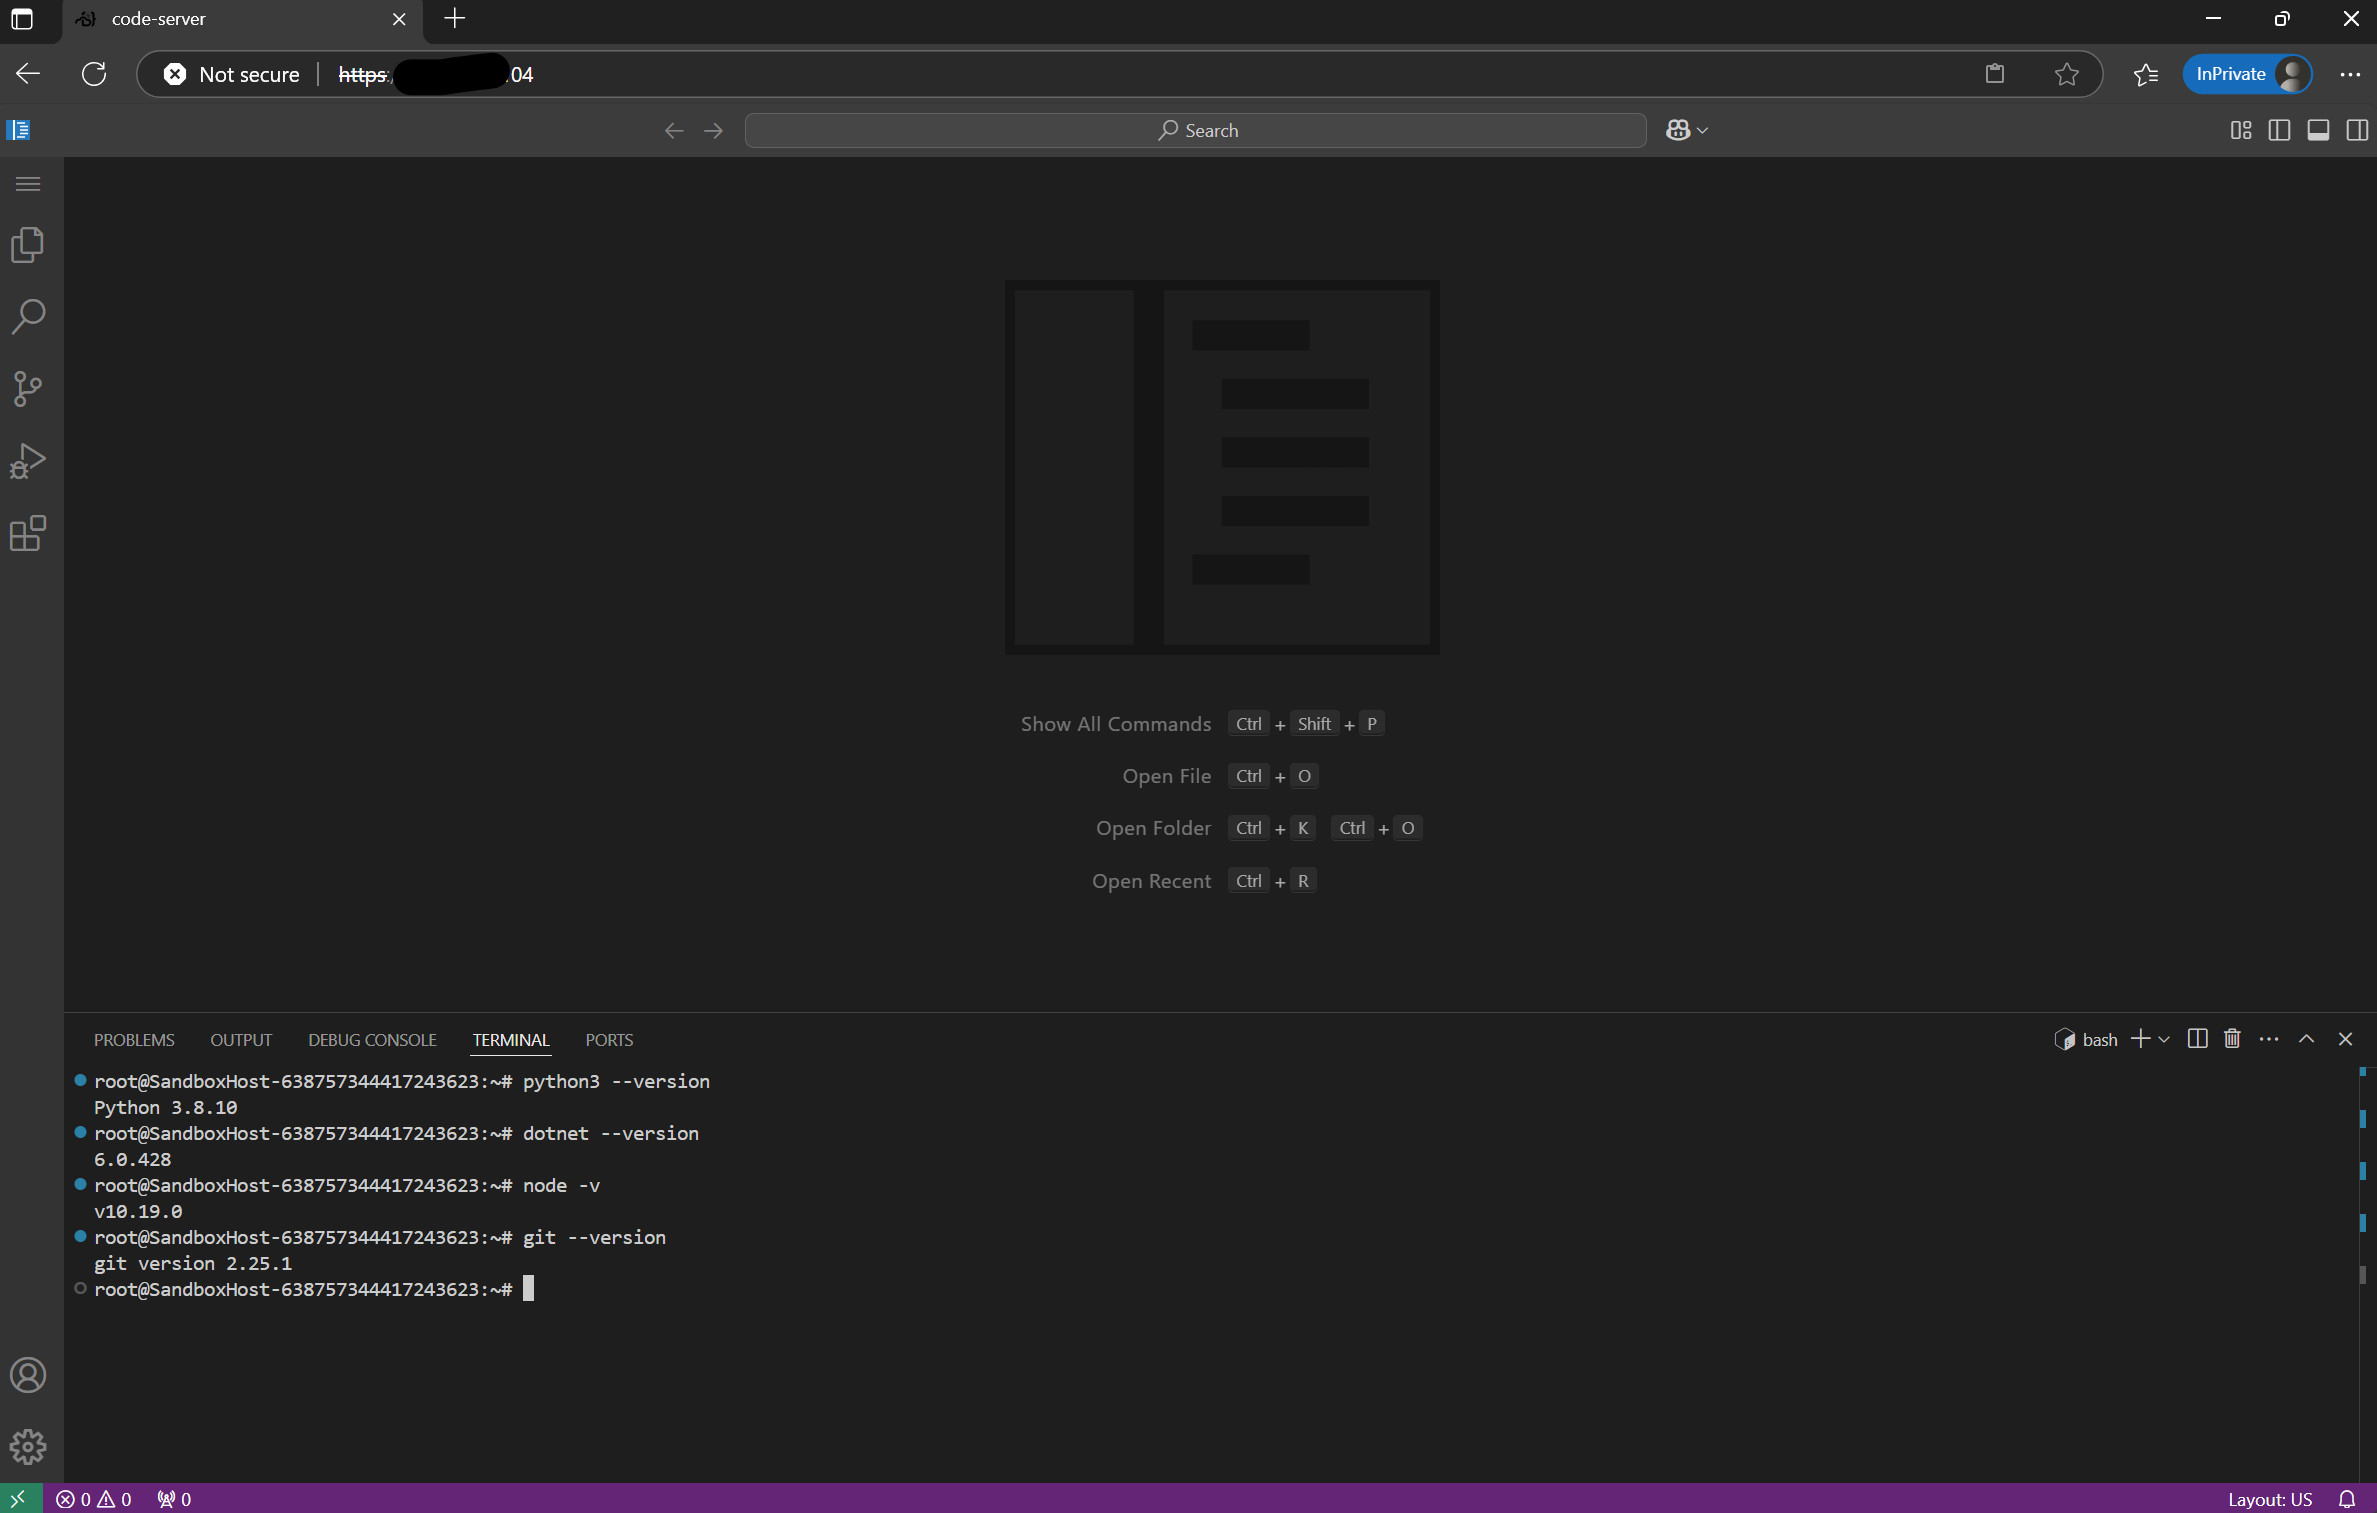 code-server
Not secure
https:/ .04
InPrivate
Search
Show All Commands Ctrl + Shift + P
Open File Ctrl + O
Open Folder Ctrl + K Ctrl + O
Open Recent Ctrl + R
PROBLEMS OUTPUT DEBUG CONSOLE TERMINAL PORTS
bash
root@SandboxHost-638757344417243623:~# python3 --version
Python 3.8.10
root@SandboxHost-638757344417243623:~# dotnet --version
6.0.428
root@SandboxHost-638757344417243623:~# node -v
v10.19.0
root@SandboxHost-638757344417243623:~# git --version
git version 2.25.1
root@SandboxHost-638757344417243623:~#
0 0 0
Layout: US